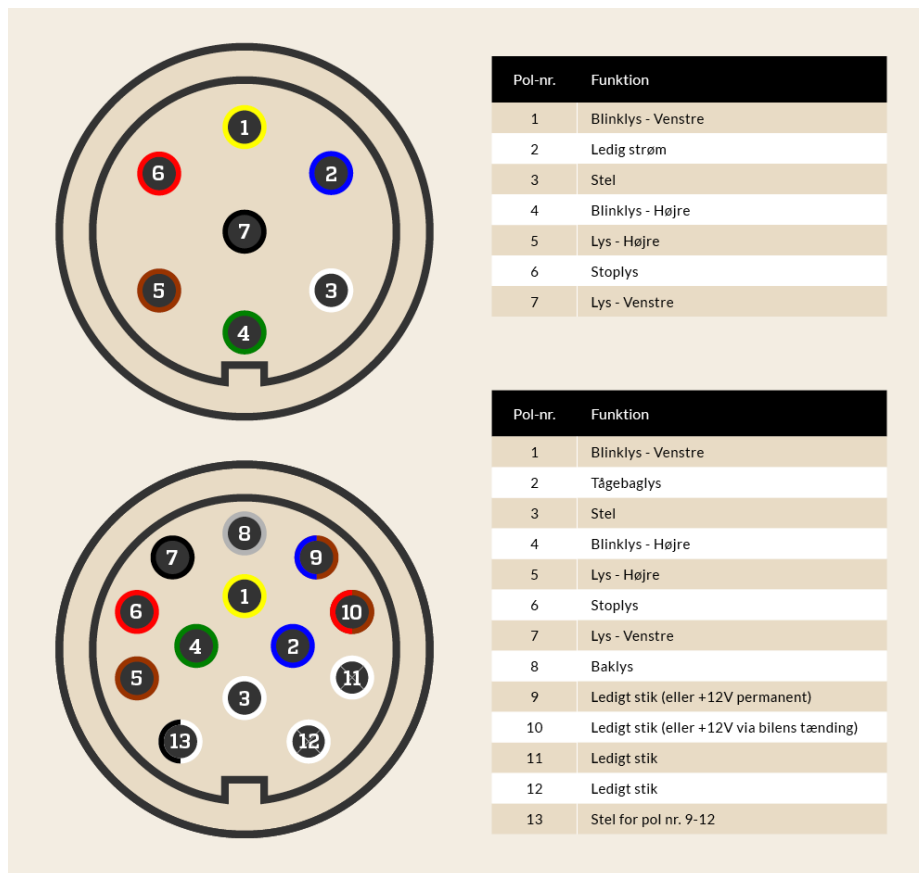 1
6
2
7
5
3
4
Pol-nr. Funktion
1 Blinklys - Venstre
2 Ledig strøm
3 Stel
4 Blinklys - Højre
5 Lys - Højre
6 Stoplys
7 Lys - Venstre
8
7
9
1
6
10
4
2
5
11
3
13
12
Pol-nr. Funktion
1 Blinklys - Venstre
2 Tågebaglys
3 Stel
4 Blinklys - Højre
5 Lys - Højre
6 Stoplys
7 Lys - Venstre
8 Baklys
9 Ledigt stik (eller +12V permanent)
10 Ledigt stik (eller +12V via bilens tænding)
11 Ledigt stik
12 Ledigt stik
13 Stel for pol nr. 9-12